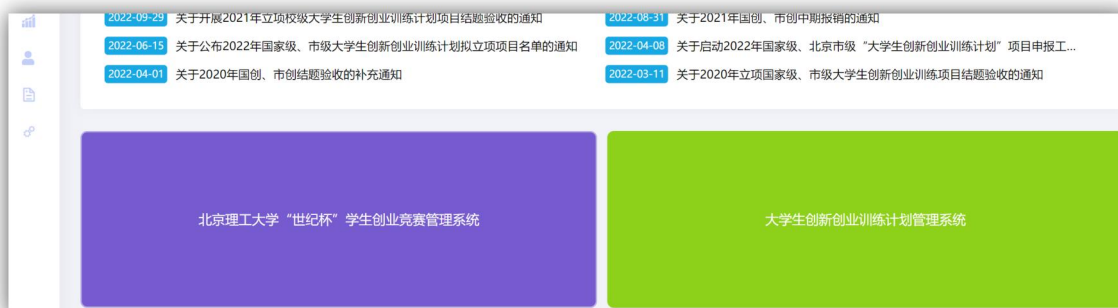 2022-09-29 关于开展2021年立项校级大学生创新创业训练计划项目结题验收的通知
2022-08-31 关于2021年国创、市创中期报销的通知
2022-06-15 关于公布2022年国家级、市级大学生创新创业训练计划拟立项项目名单的通知
2022-04-08 关于启动2022年国家级、北京市级“大学生创新创业训练计划”项目申报工...
2022-04-01 关于2020年国创、市创结题验收的补充通知
2022-03-11 关于2020年立项国家级、市级大学生创新创业训练项目结题验收的通知
北京理工大学“世纪杯”学生创业竞赛管理系统
大学生创新创业训练计划管理系统